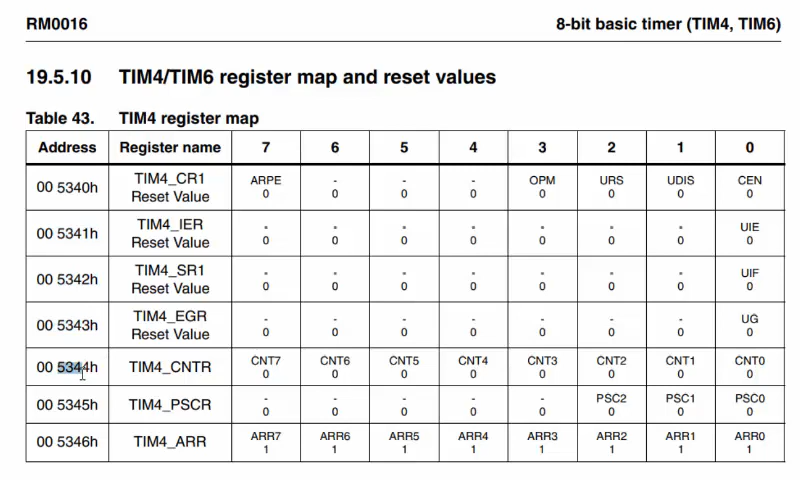 RM0016 8-bit basic timer (TIM4, TIM6)
19.5.10 TIM4/TIM6 register map and reset values
Table 43. TIM4 register map
Address Register name 7 6 5 4 3 2 1 0
00 5340h TIM4_CR1 Reset Value ARPE 0 - 0 - 0 - 0 OPM 0 URS 0 UDIS 0 CEN 0
00 5341h TIM4_IER Reset Value - 0 - 0 - 0 - 0 - 0 - 0 - 0 UIE 0
00 5342h TIM4_SR1 Reset Value - 0 - 0 - 0 - 0 - 0 - 0 - 0 UIF 0
00 5343h TIM4_EGR Reset Value - 0 - 0 - 0 - 0 - 0 - 0 - 0 UG 0
00 5344h TIM4_CNTR CNT7 0 CNT6 0 CNT5 0 CNT4 0 CNT3 0 CNT2 0 CNT1 0 CNT0 0
00 5345h TIM4_PSCR - 0 - 0 - 0 - 0 - 0 PSC2 0 PSC1 0 PSC0 0
00 5346h TIM4_ARR ARR7 1 ARR6 1 ARR5 1 ARR4 1 ARR3 1 ARR2 1 ARR1 1 ARR0 1